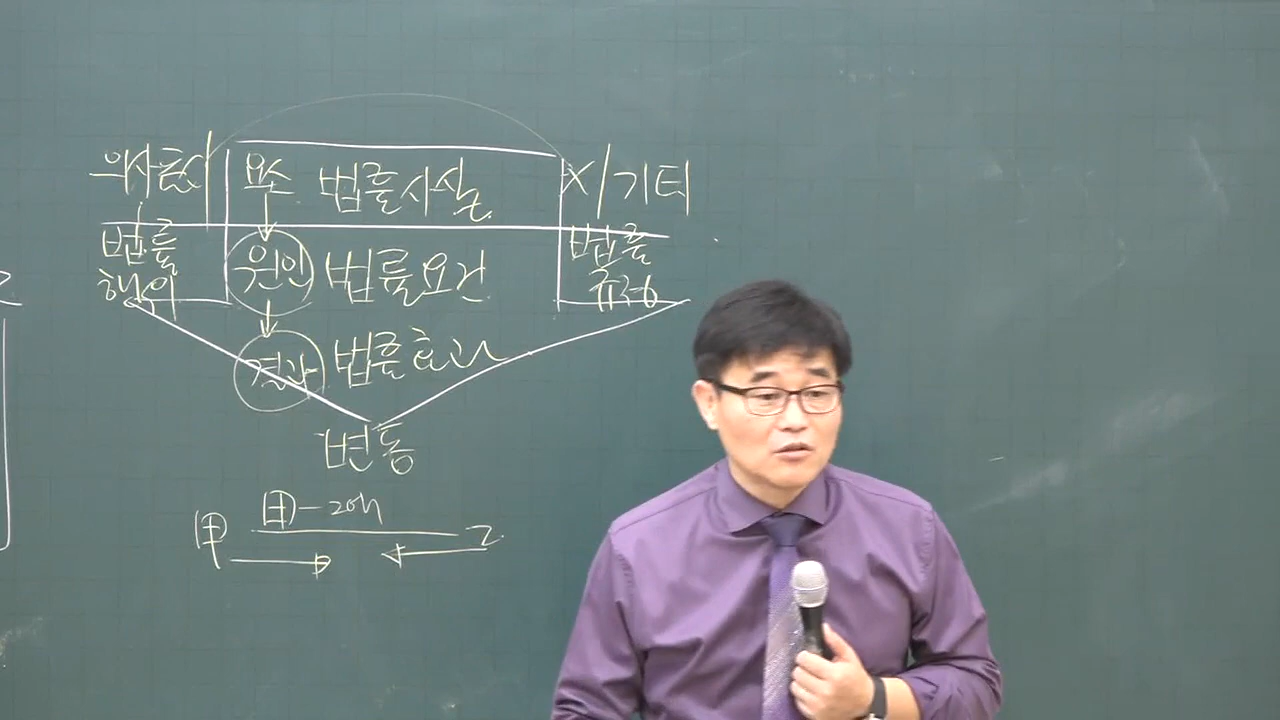 의사표시 요소 법률사실 X/기타
법률 원인 법률요건 법률
행위 규정
결과 법률효과
변동
甲 田-20억 乙